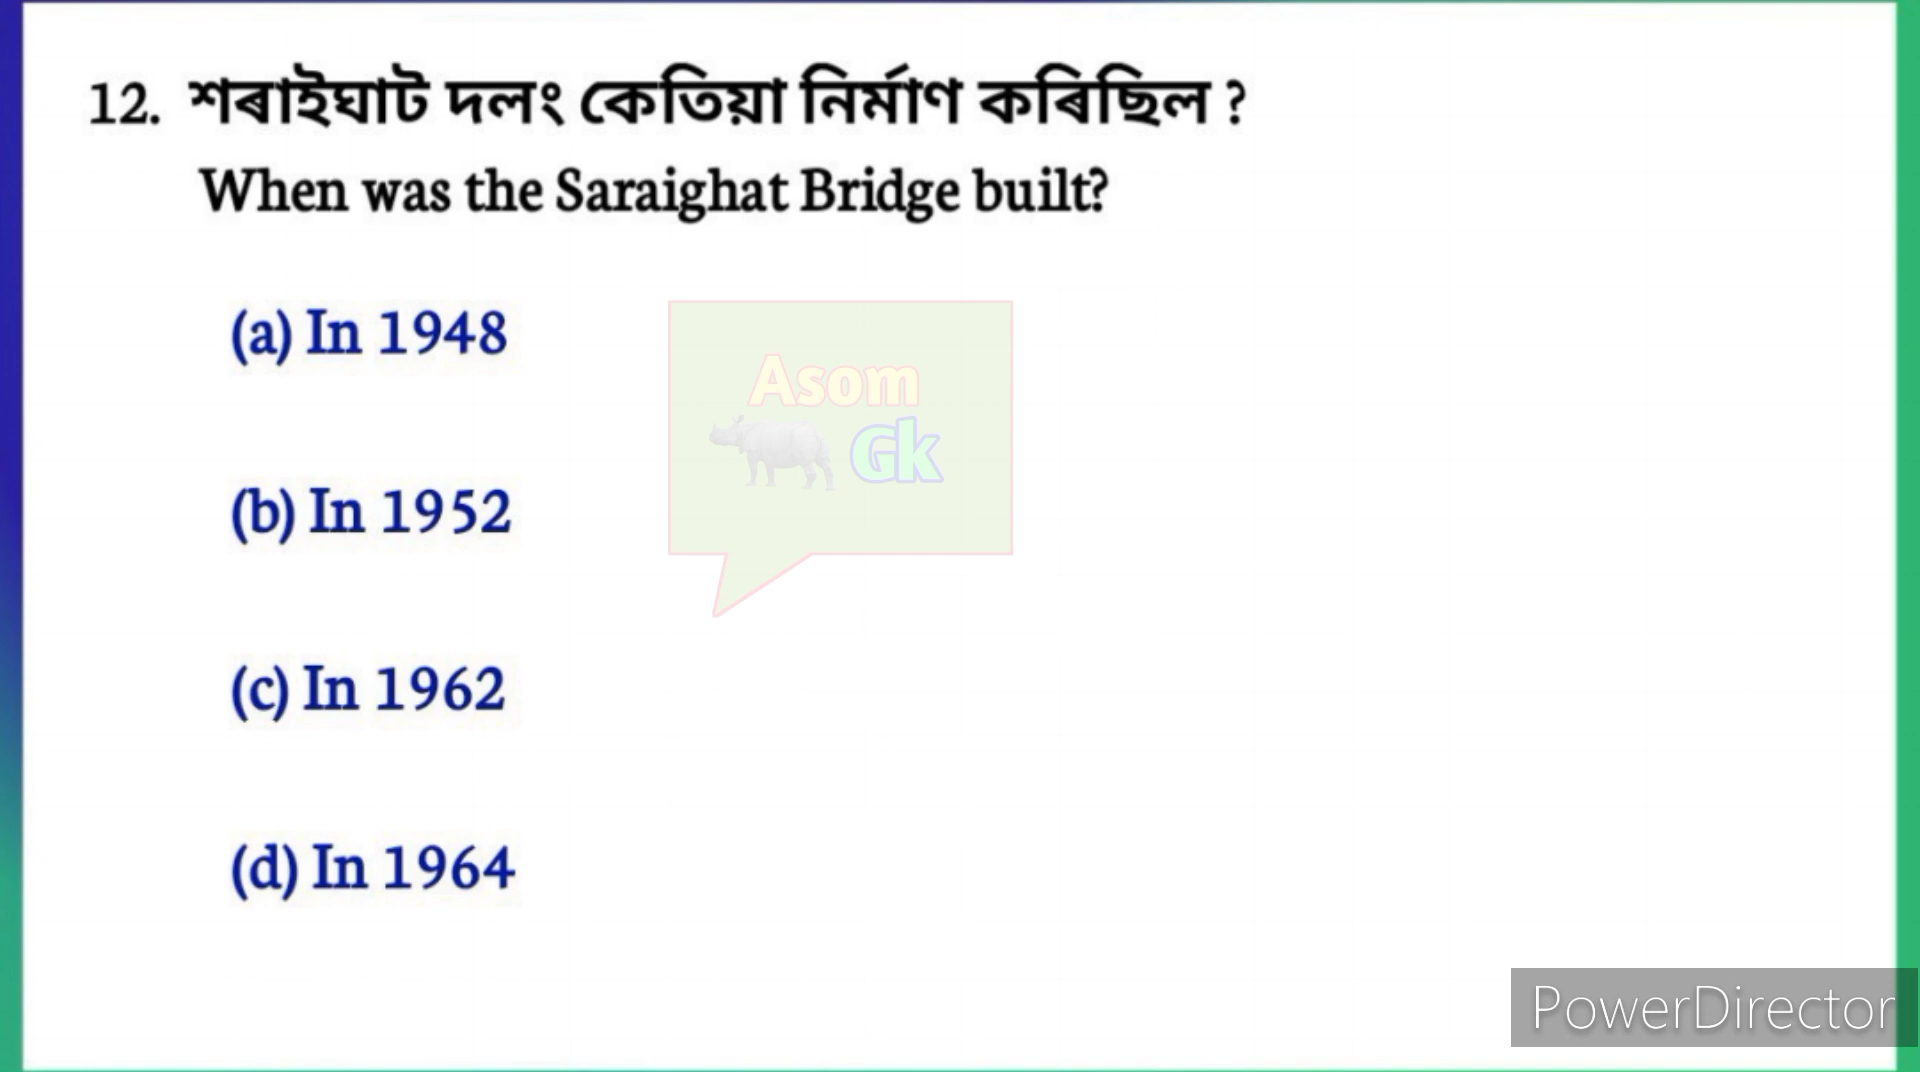 12. শৰাইঘাট দলং কেতিয়া নিৰ্মাণ কৰিছিল ?
When was the Saraighat Bridge built?
(a) In 1948
Asom
Gk
(b) In 1952
(c) In 1962
(d) In 1964
PowerDirector